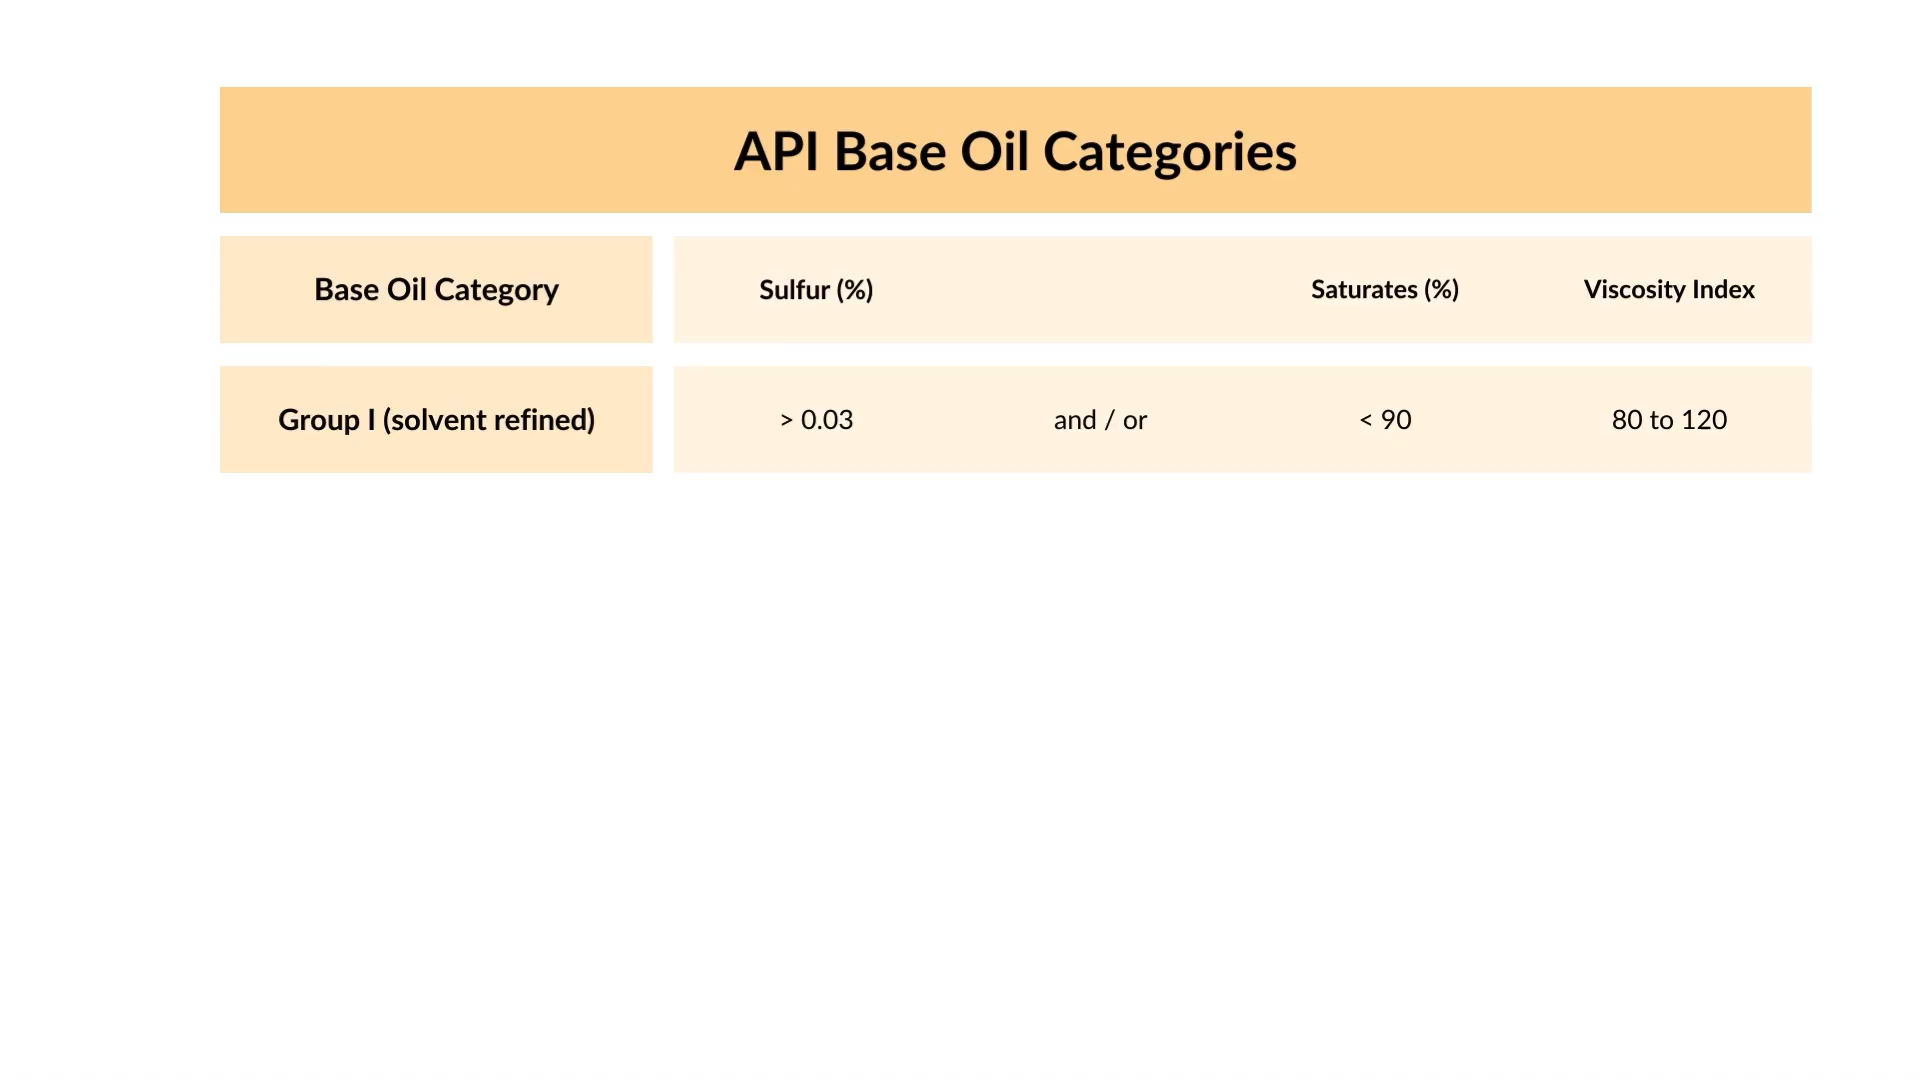 API Base Oil Categories
Base Oil Category Sulfur (%) Saturates (%) Viscosity Index
Group I (solvent refined) > 0.03 and / or < 90 80 to 120